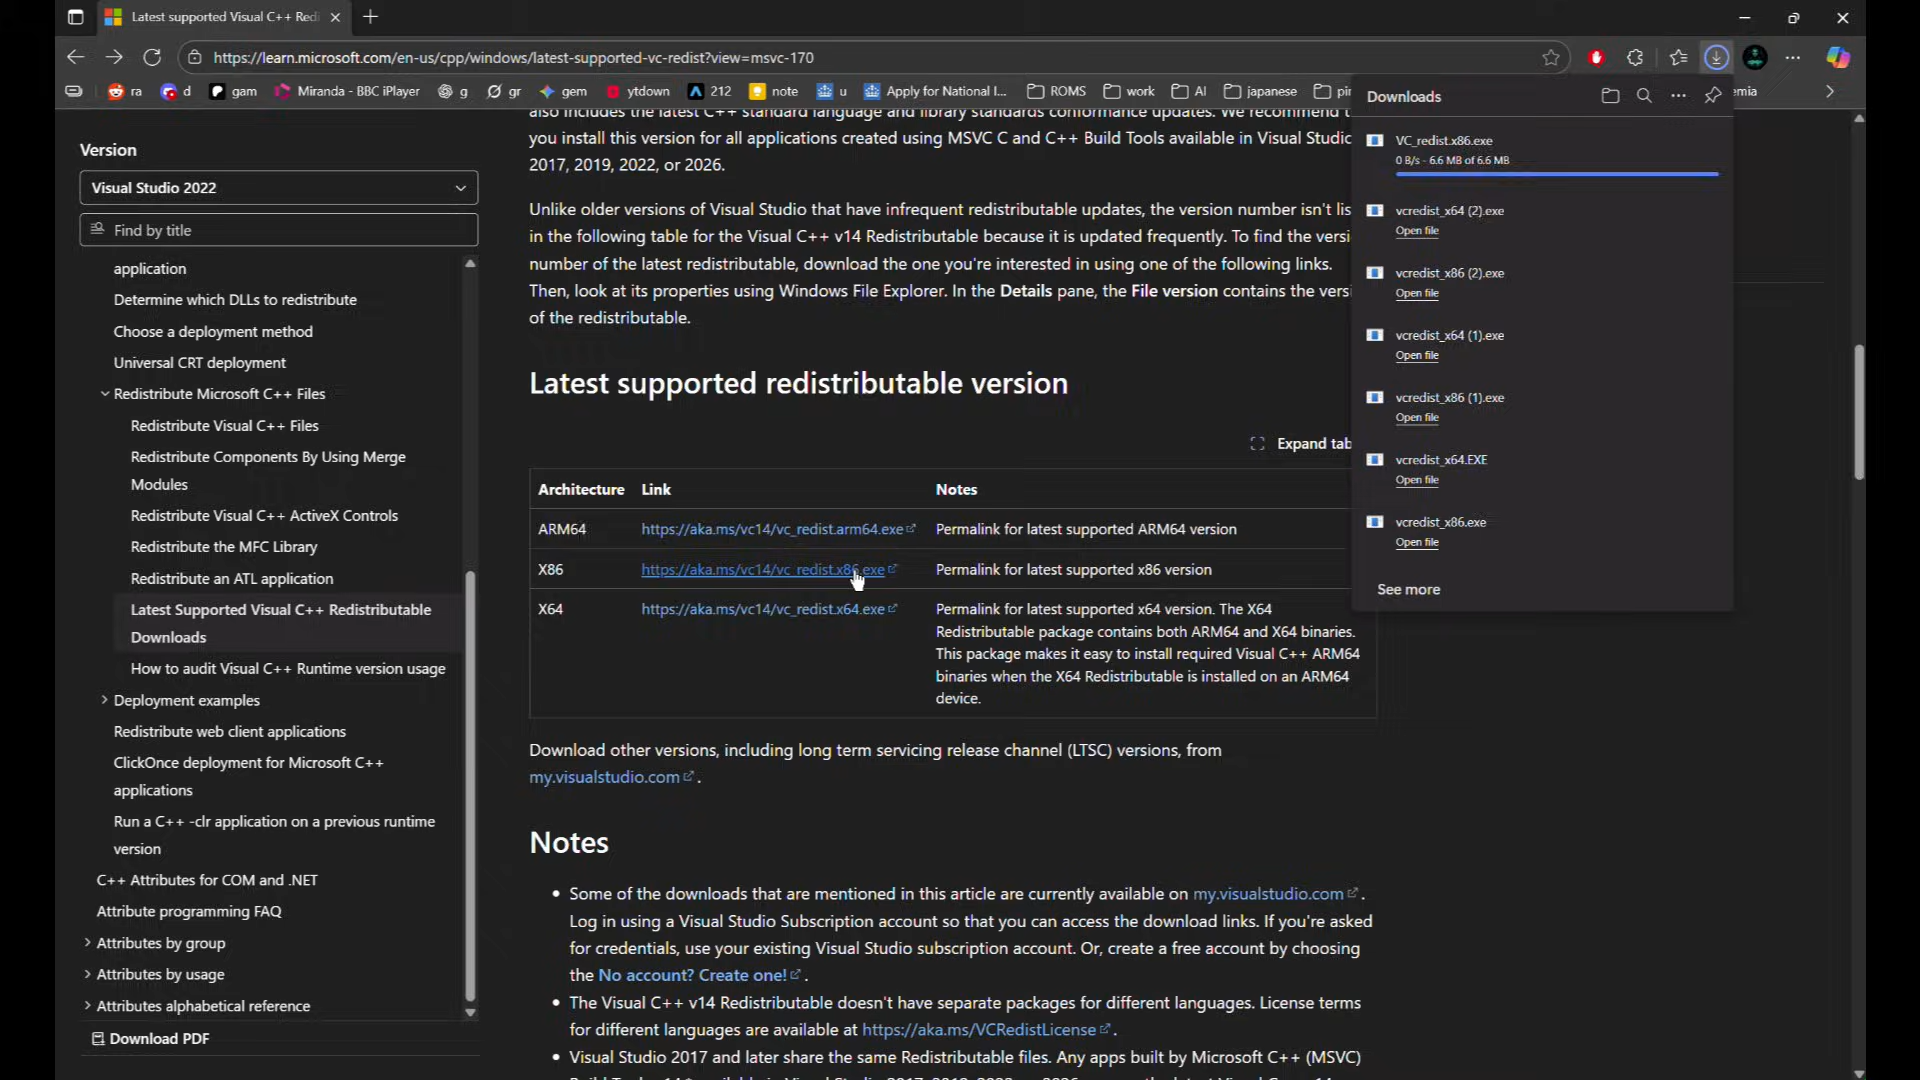 Latest supported Visual C++ Redi
https://learn.microsoft.com/en-us/cpp/windows/latest-supported-vc-redist?view=msvc-170
ra
d
gam
Miranda - BBC iPlayer
g
gr
gem
ytdown
212
note
u
Apply for National I...
ROMS
work
AI
japanese
emia
Version
Visual Studio 2022
Find by title
application
Determine which DLLs to redistribute
Choose a deployment method
Universal CRT deployment
Redistribute Microsoft C++ Files
Redistribute Visual C++ Files
Redistribute Components By Using Merge
Modules
Redistribute Visual C++ ActiveX Controls
Redistribute the MFC Library
Redistribute an ATL application
Latest Supported Visual C++ Redistributable
Downloads
How to audit Visual C++ Runtime version usage
Deployment examples
Redistribute web client applications
ClickOnce deployment for Microsoft C++
applications
Run a C++ -clr application on a previous runtime
version
C++ Attributes for COM and .NET
Attribute programming FAQ
Attributes by group
Attributes by usage
Attributes alphabetical reference
Download PDF
also includes the latest C++ standard language and library standards conformance updates. We recommend t
you install this version for all applications created using MSVC C and C++ Build Tools available in Visual Studio
2017, 2019, 2022, or 2026.
Unlike older versions of Visual Studio that have infrequent redistributable updates, the version number isn't lis
in the following table for the Visual C++ v14 Redistributable because it is updated frequently. To find the versi
number of the latest redistributable, download the one you're interested in using one of the following links.
Then, look at its properties using Windows File Explorer. In the Details pane, the File version contains the versi
of the redistributable.
Latest supported redistributable version
Expand tab
Architecture Link Notes
ARM64 https://aka.ms/vc14/vc_redist.arm64.exe Permalink for latest supported ARM64 version
X86 https://aka.ms/vc14/vc_redist.x86.exe Permalink for latest supported x86 version
X64 https://aka.ms/vc14/vc_redist.x64.exe Permalink for latest supported x64 version. The X64
Redistributable package contains both ARM64 and X64 binaries.
This package makes it easy to install required Visual C++ ARM64
binaries when the X64 Redistributable is installed on an ARM64
device.
Download other versions, including long term servicing release channel (LTSC) versions, from
my.visualstudio.com .
Notes
• Some of the downloads that are mentioned in this article are currently available on my.visualstudio.com .
Log in using a Visual Studio Subscription account so that you can access the download links. If you're asked
for credentials, use your existing Visual Studio subscription account. Or, create a free account by choosing
the No account? Create one! .
• The Visual C++ v14 Redistributable doesn't have separate packages for different languages. License terms
for different languages are available at https://aka.ms/VCRedistLicense .
• Visual Studio 2017 and later share the same Redistributable files. Any apps built by Microsoft C++ (MSVC)
Downloads
VC_redist.x86.exe
0 B/s - 6.6 MB of 6.6 MB
vcredist_x64 (2).exe
Open file
vcredist_x86 (2).exe
Open file
vcredist_x64 (1).exe
Open file
vcredist_x86 (1).exe
Open file
vcredist_x64.EXE
Open file
vcredist_x86.exe
Open file
See more